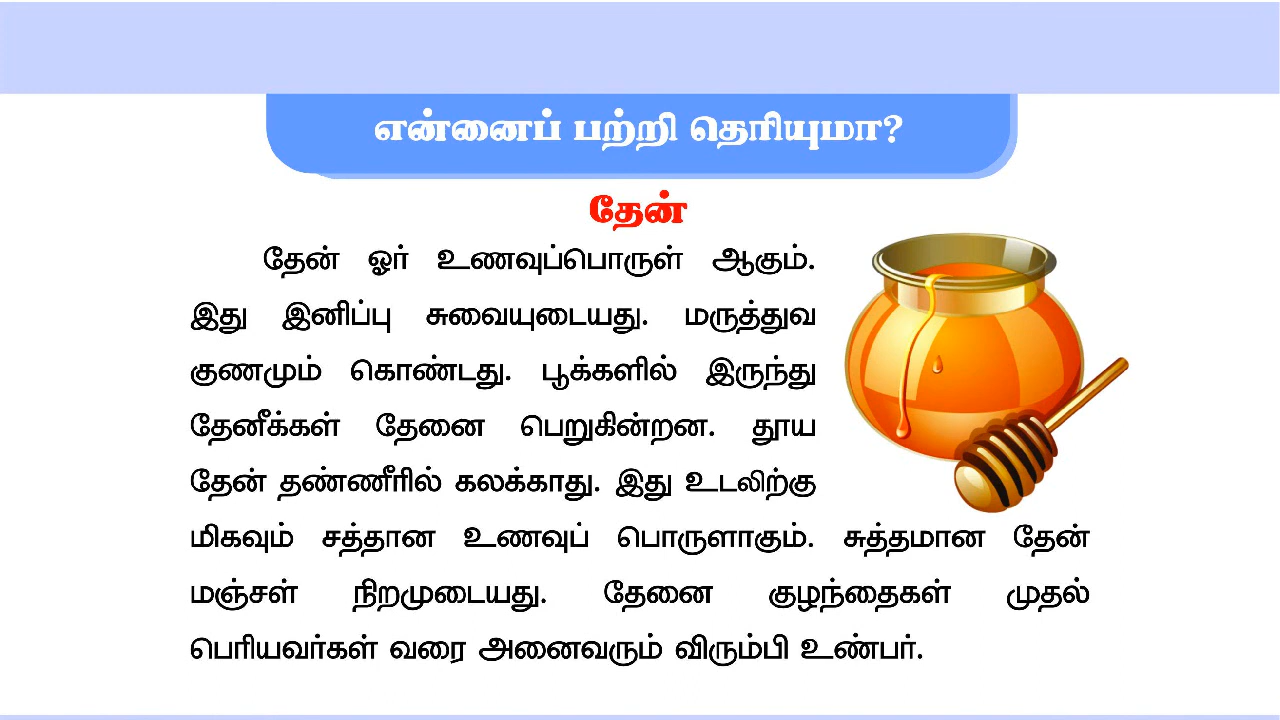 என்னைப் பற்றி தெரியுமா?
தேன்
தேன் ஓர் உணவுப்பொருள் ஆகும்.
இது இனிப்பு சுவையுடையது. மருத்துவ
குணமும் கொண்டது. பூக்களில் இருந்து
தேனீக்கள் தேனை பெறுகின்றன. தூய
தேன் தண்ணீரில் கலக்காது. இது உடலிற்கு
மிகவும் சத்தான உணவுப் பொருளாகும். சுத்தமான தேன்
மஞ்சள் நிறமுடையது. தேனை குழந்தைகள் முதல்
பெரியவர்கள் வரை அனைவரும் விரும்பி உண்பர்.